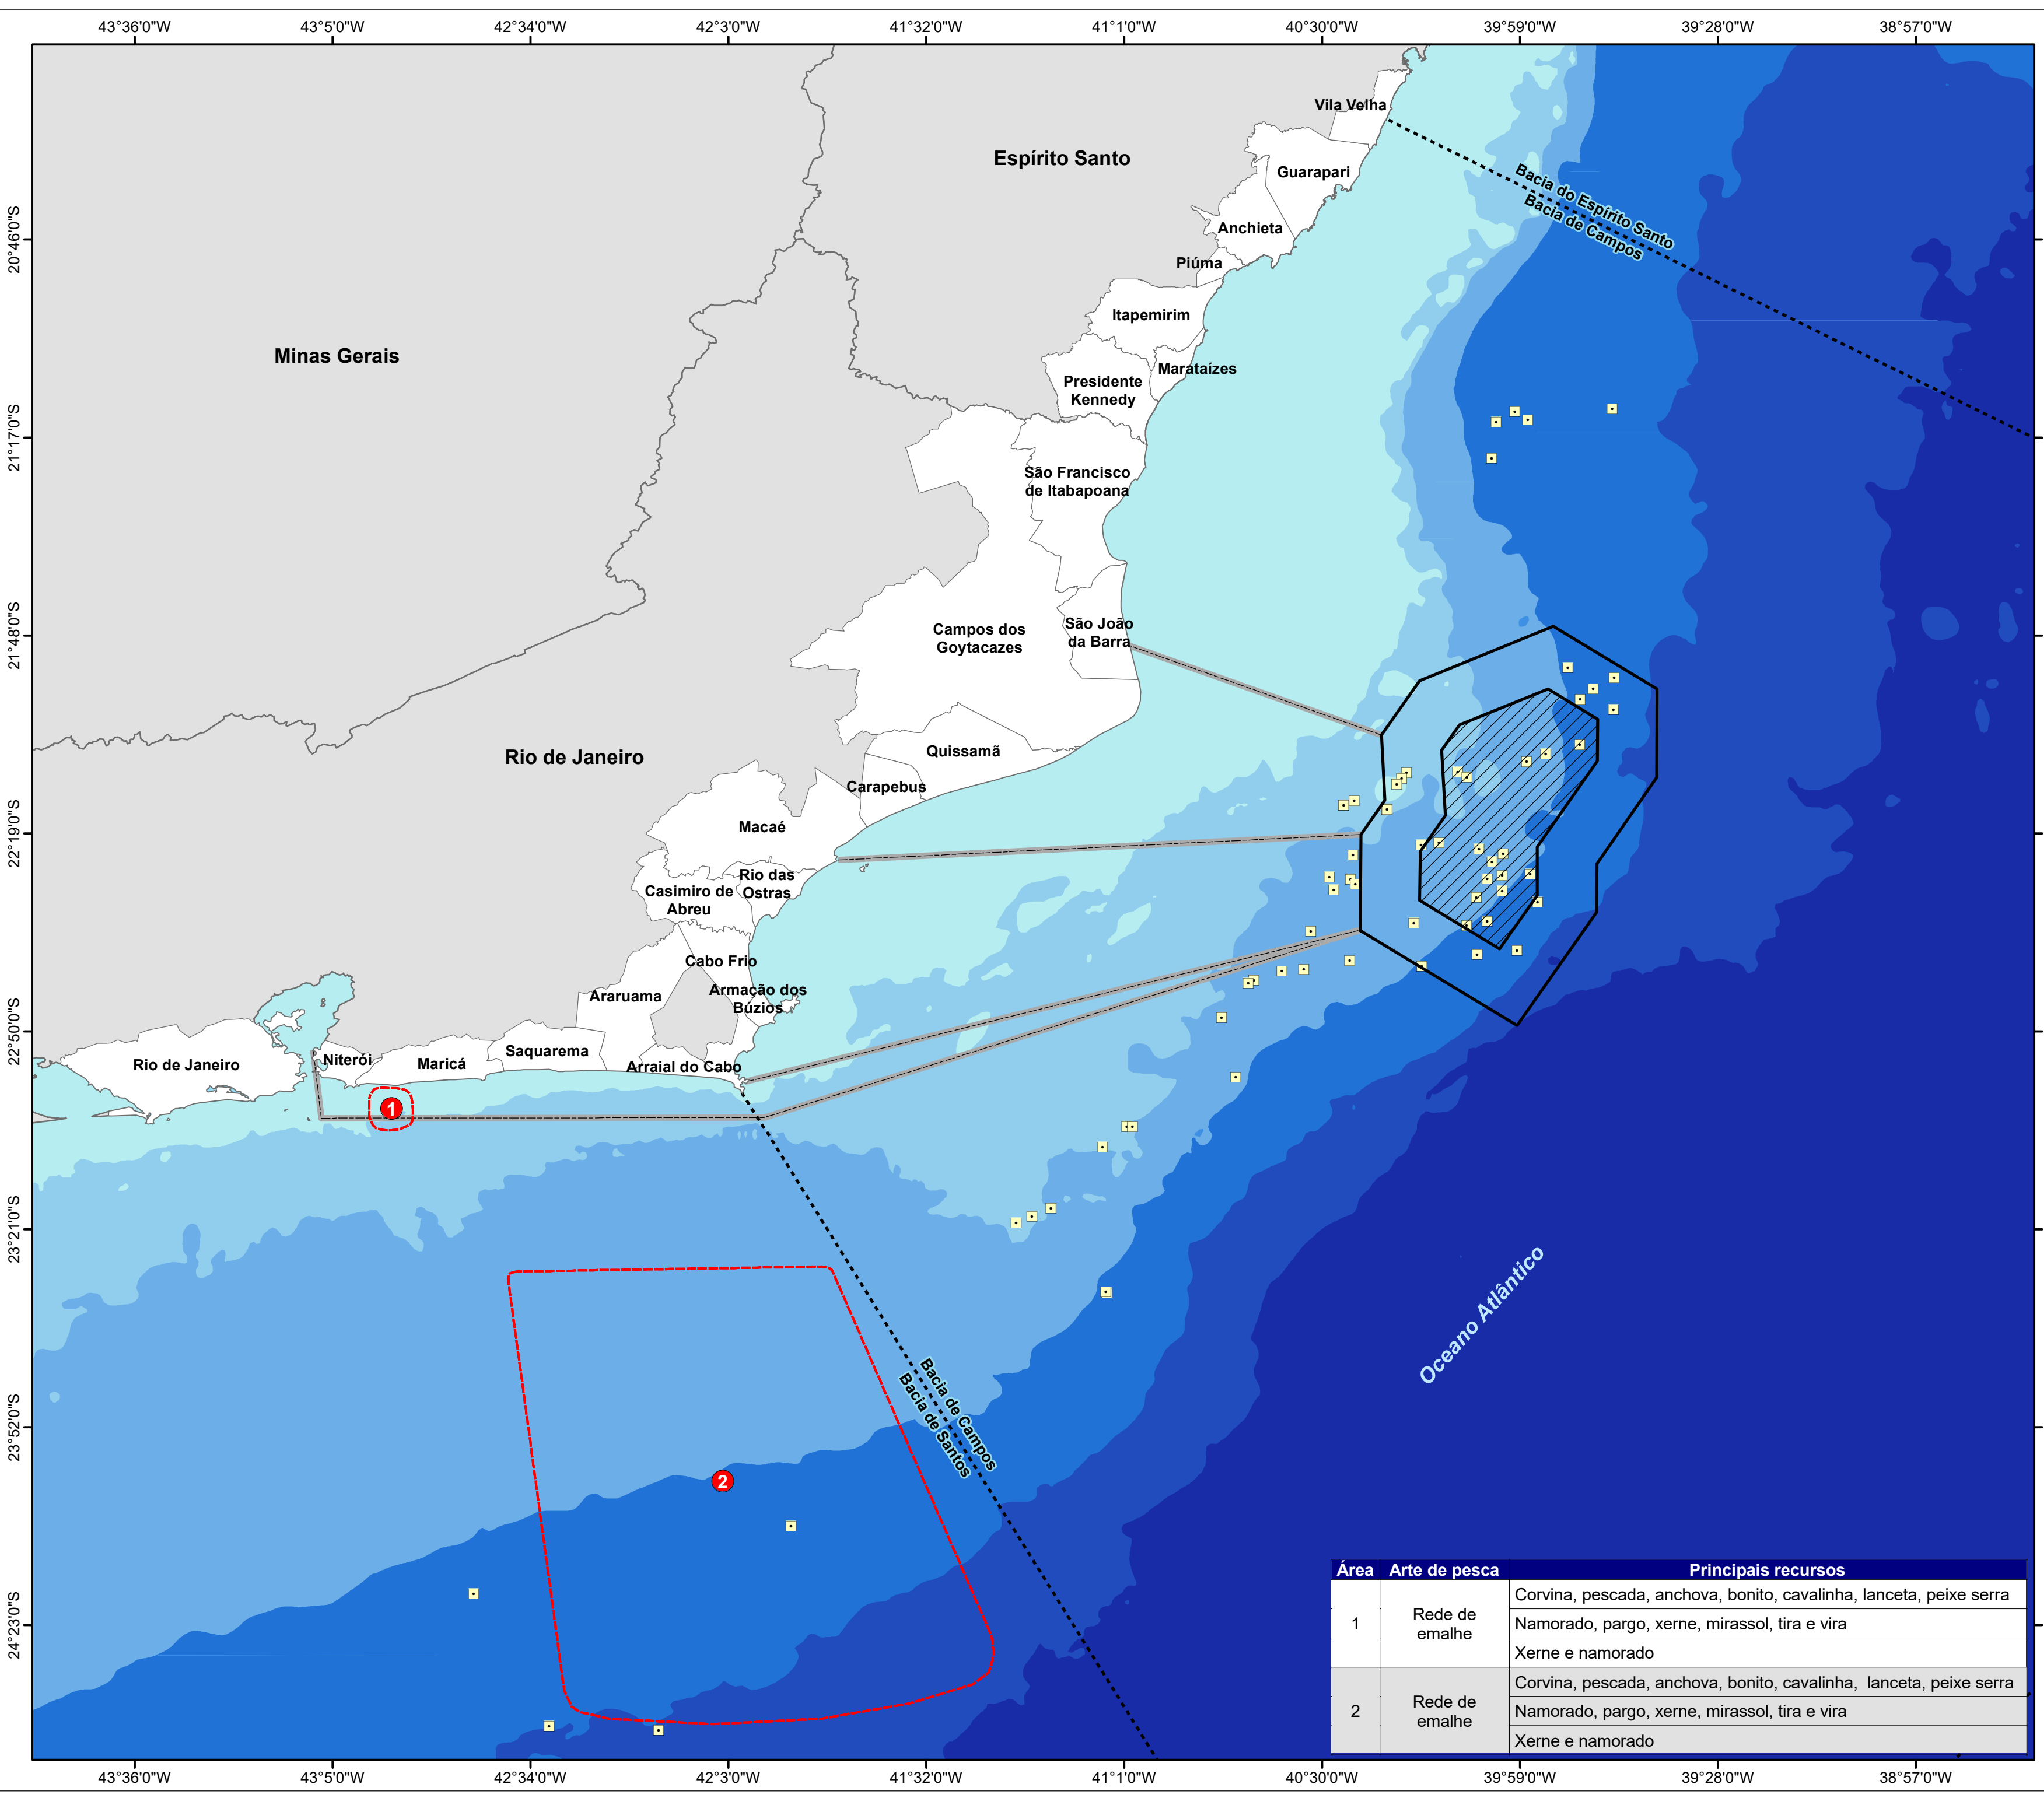 43°36'0"W 43°5'0"W 42°34'0"W 42°3'0"W 41°32'0"W 41°1'0"W 40°30'0"W 39°59'0"W 39°28'0"W 38°57'0"W
Vila Velha
Espírito Santo
Guarapari
Bacia do Espírito Santo
Bacia de Campos
20°46'0"S
Anchieta
Piúma
Itapemirim
Minas Gerais
Marataízes
Presidente
Kennedy
21°17'0"S
São Francisco
de Itabapoana
21°48'0"S
Campos dos
Goytacazes
São João
da Barra
Rio de Janeiro
Quissamã
Carapebus
22°19'0"S
Macaé
Rio das
Ostras
Casimiro de
Abreu
Cabo Frio
Armação dos
Búzios
Araruama
22°50'0"S
Rio de Janeiro
Niterói
Maricá
Saquarema
Arraial do Cabo
1
23°21'0"S
Oceano Atlântico
23°52'0"S
Bacia de Campos
Bacia de Santos
2
24°23'0"S
Área Arte de pesca Principais recursos
1
Rede de
emalhe
Corvina, pescada, anchova, bonito, cavalinha, lanceta, peixe serra
Namorado, pargo, xerne, mirassol, tira e vira
Xerne e namorado
2
Rede de
emalhe
Corvina, pescada, anchova, bonito, cavalinha, lanceta, peixe serra
Namorado, pargo, xerne, mirassol, tira e vira
Xerne e namorado
43°36'0"W 43°5'0"W 42°34'0"W 42°3'0"W 41°32'0"W 41°1'0"W 40°30'0"W 39°59'0"W 39°28'0"W 38°57'0"W